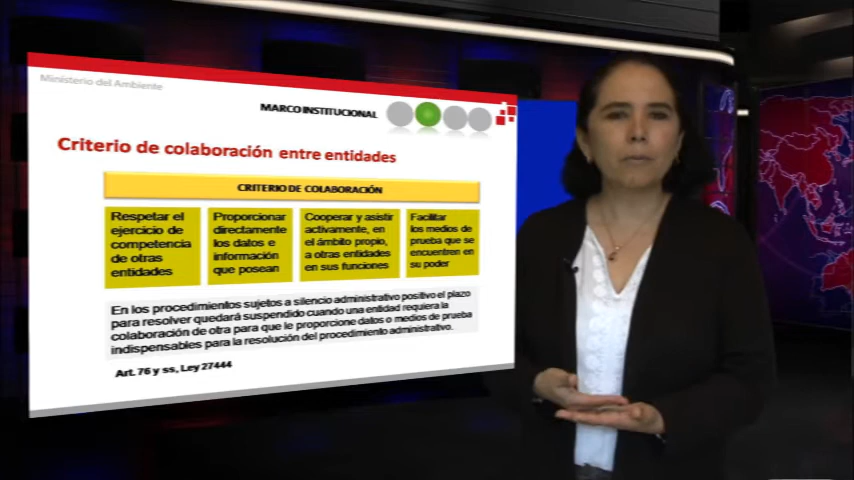 Ministerio del Ambiente
MARCO INSTITUCIONAL
Criterio de colaboración entre entidades
CRITERIO DE COLABORACIÓN
Respetar el
ejercicio de
competencia
de otras
entidades
Proporcionar
directamente
los datos e
información
que posean
Cooperar y asistir
activamente, en
el ámbito propio,
a otras entidades
en sus funciones
Facilitar
los medios de
prueba que se
encuentren en
su poder
En los procedimientos sujetos a silencio administrativo positivo el plazo
para resolver quedará suspendido cuando una entidad requiera la
colaboración de otra para que le proporcione datos o medios de prueba
indispensables para la resolución del procedimiento administrativo.
Art. 76 y ss, Ley 27444